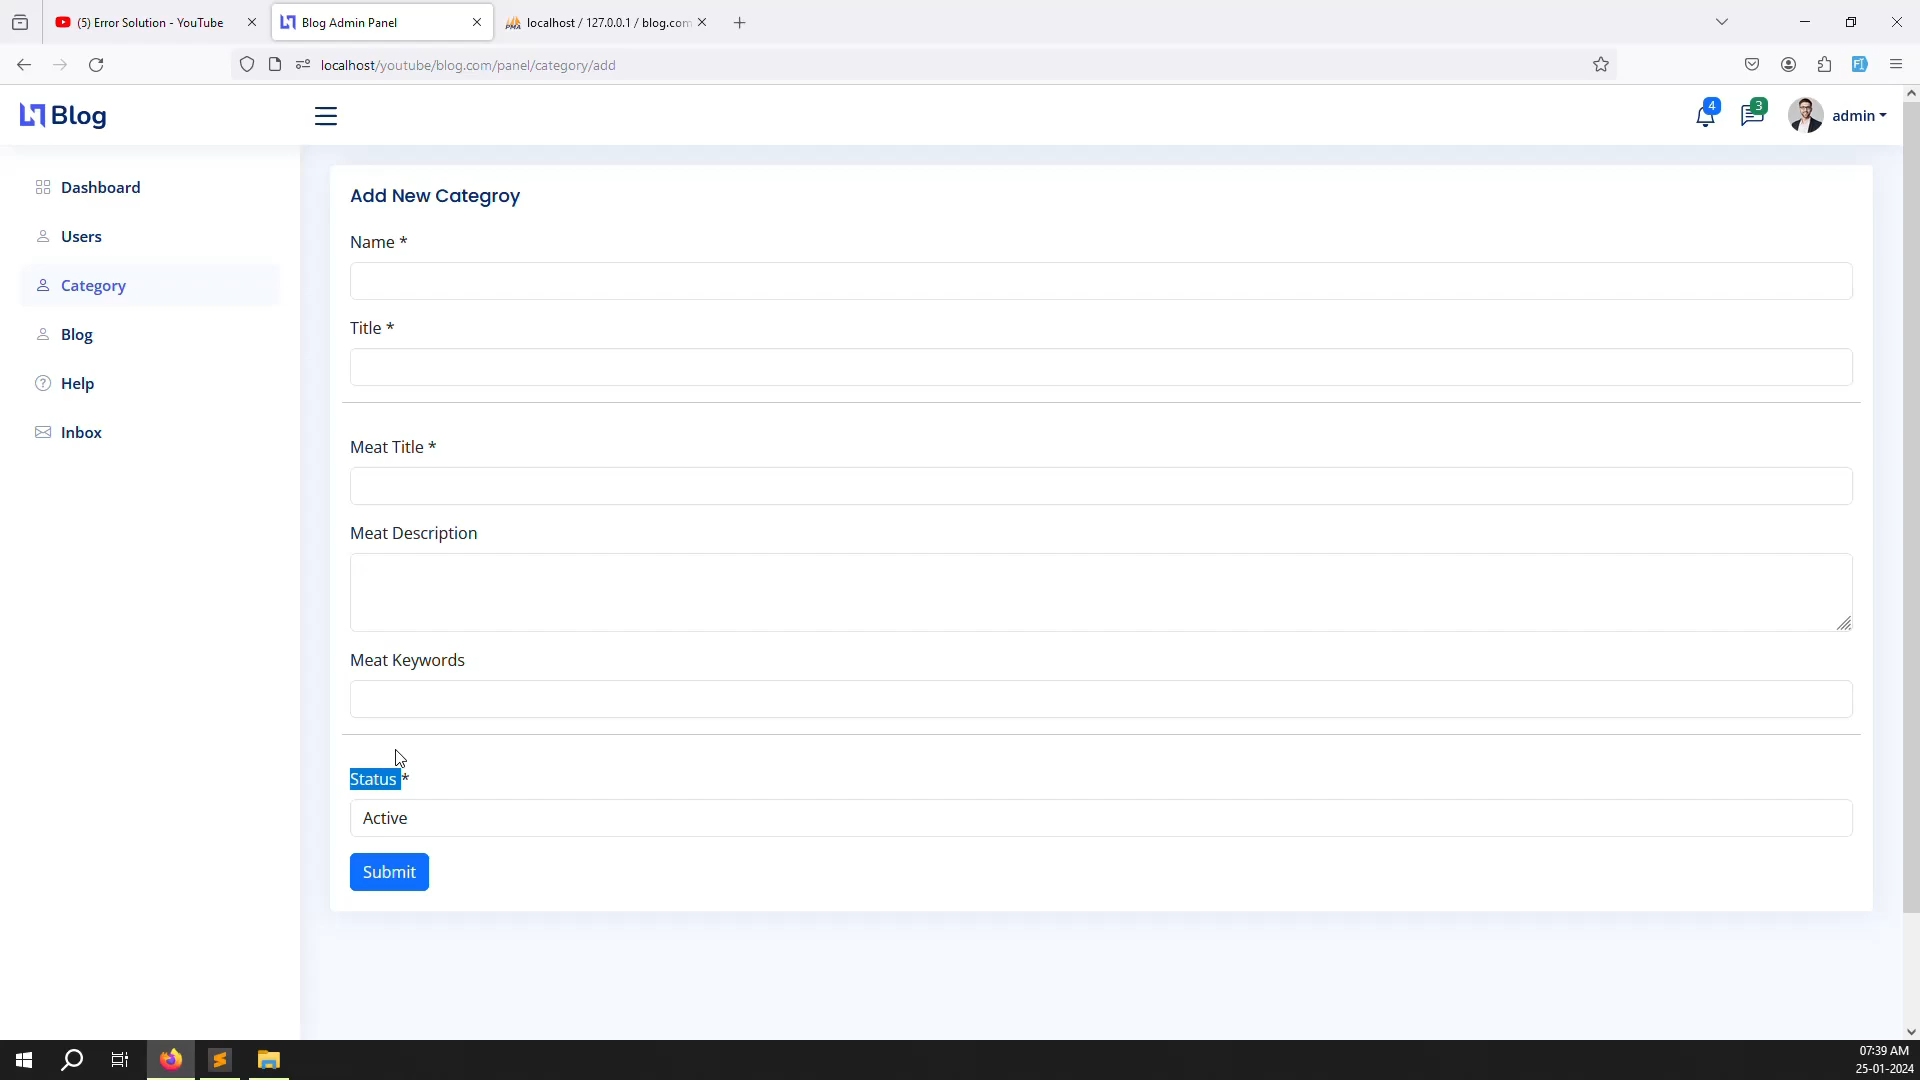 (5) Error Solution - YouTube
Blog Admin Panel
localhost / 127.0.0.1 / blog.com
localhost/youtube/blog.com/panel/category/add
Blog
4
3
admin
Dashboard
Users
Category
Blog
Help
Inbox
Add New Categroy
Name *
Title *
Meat Title *
Meat Description
Meat Keywords
Status *
Active
Submit
07:39 AM
25-01-2024